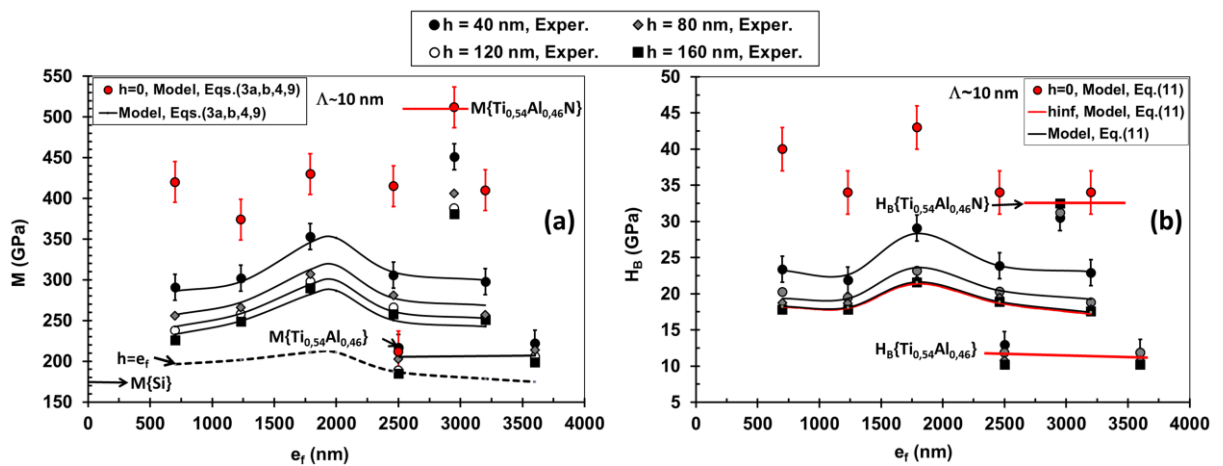 h = 40 nm, Exper. h = 80 nm, Exper.
h = 120 nm, Exper. h = 160 nm, Exper.
550
500
450
400
350
300
250
200
150
M (GPa)
h=0, Model, Eqs.(3a,b,4,9)
Model, Eqs.(3a,b,4,9)
Λ~10 nm
M{Ti0,54Al0,46N}
(a)
M{Ti0,54Al0,46}
h=ef
M{Si}
0 500 1000 1500 2000 2500 3000 3500 4000
ef (nm)
50
45
40
35
30
25
20
15
10
5
HB (GPa)
Λ~10 nm
h=0, Model, Eq.(11)
hinf, Model, Eq.(11)
Model, Eq.(11)
HB{Ti0,54Al0,46N}
(b)
HB{Ti0,54Al0,46}
0 500 1000 1500 2000 2500 3000 3500 4000
ef (nm)